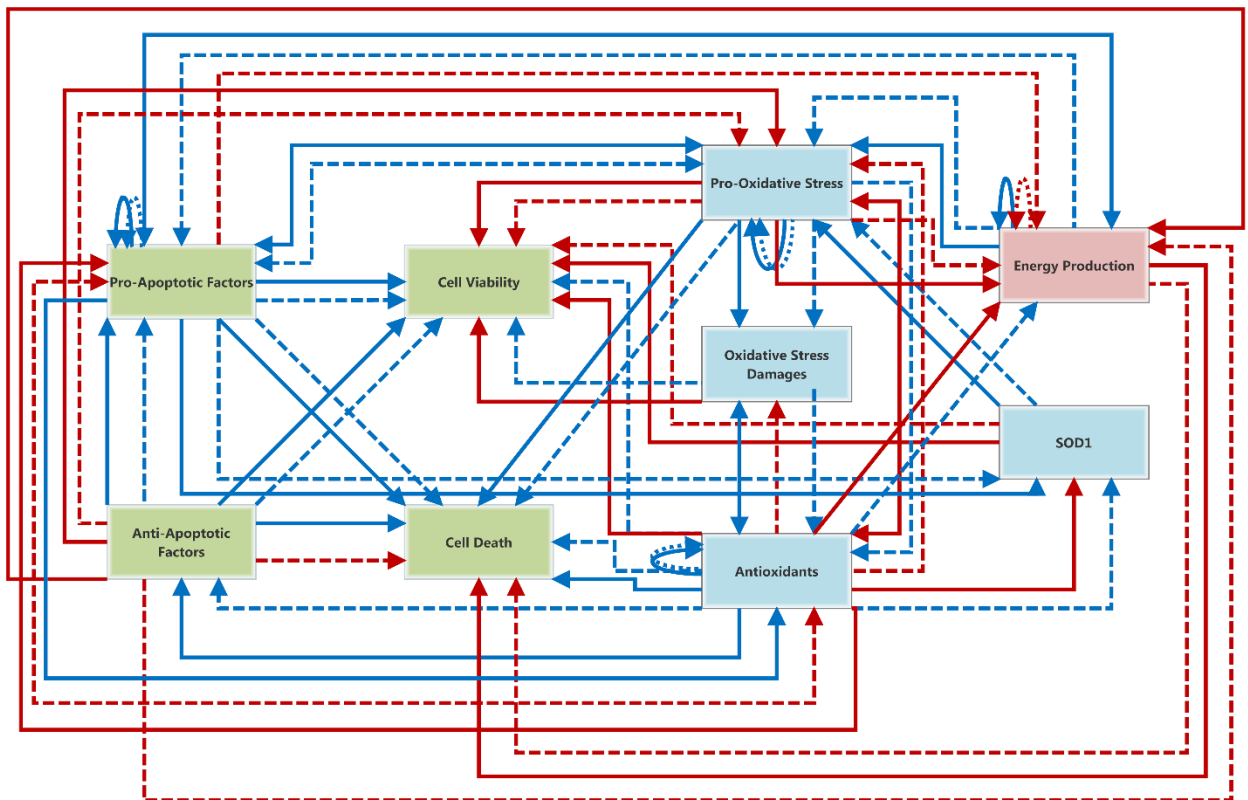 Pro-Oxidative Stress
Pro-Apoptotic Factors
Cell Viability
Energy Production
Oxidative Stress
Damages
SOD1
Anti-Apoptotic
Factors
Cell Death
Antioxidants